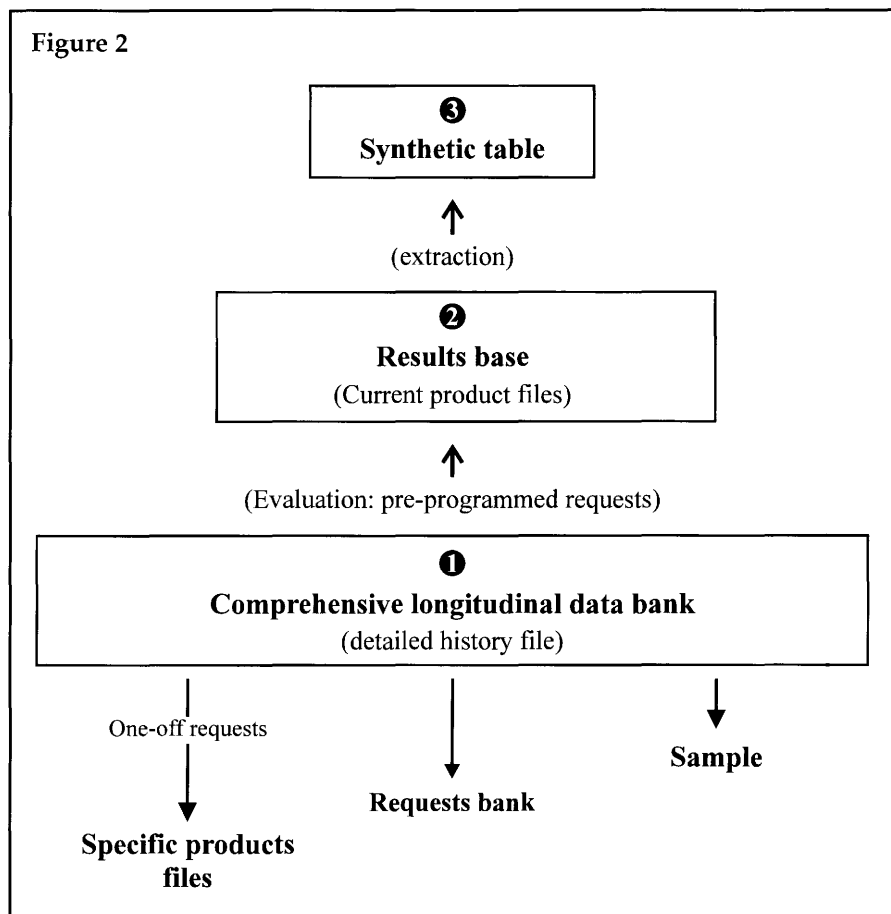 Figure 2
❸
Synthetic table
(extraction)
❷
Results base
(Current product files)
(Evaluation: pre-programmed requests)
❶
Comprehensive longitudinal data bank
(detailed history file)
One-off requests
Sample
Requests bank
Specific products
files